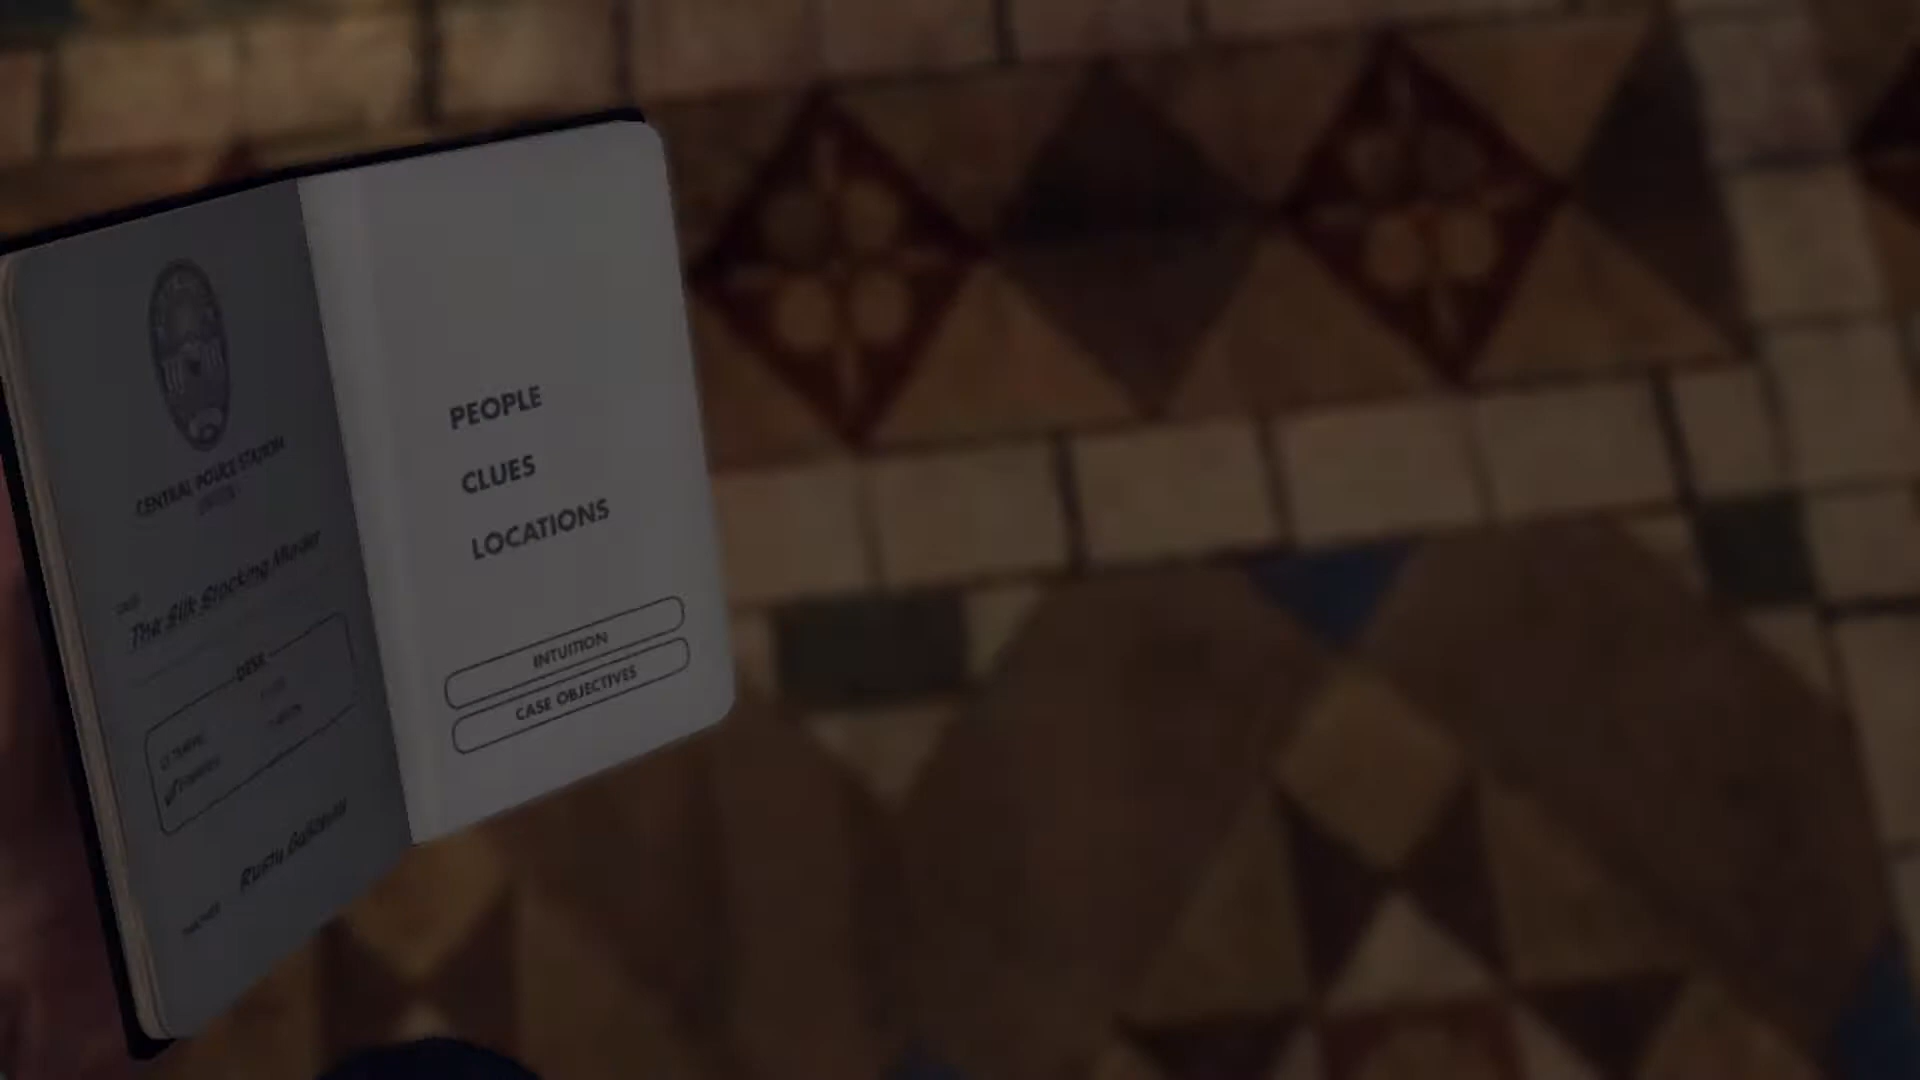 CENTRAL POLICE STATION
The Silk Stocking Murder
DESK
Rusty Galloway
PEOPLE
CLUES
LOCATIONS
INTUITION
CASE OBJECTIVES